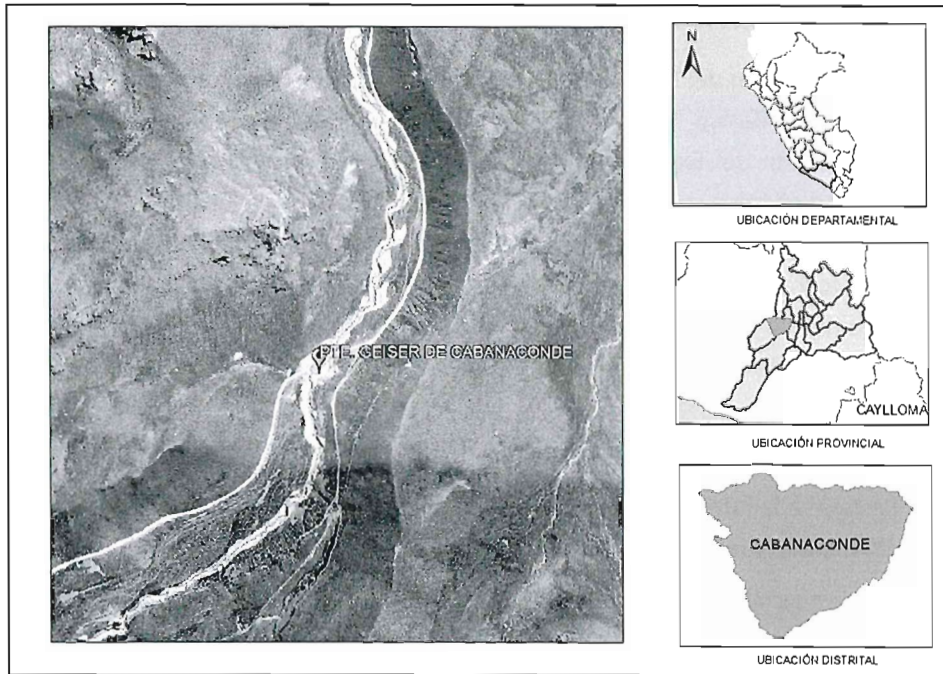 PTE. GEISER DE CABANACONDE
N
UBICACIÓN DEPARTAMENTAL
CAYLLOMA
UBICACIÓN PROVINCIAL
CABANACONDE
UBICACIÓN DISTRITAL